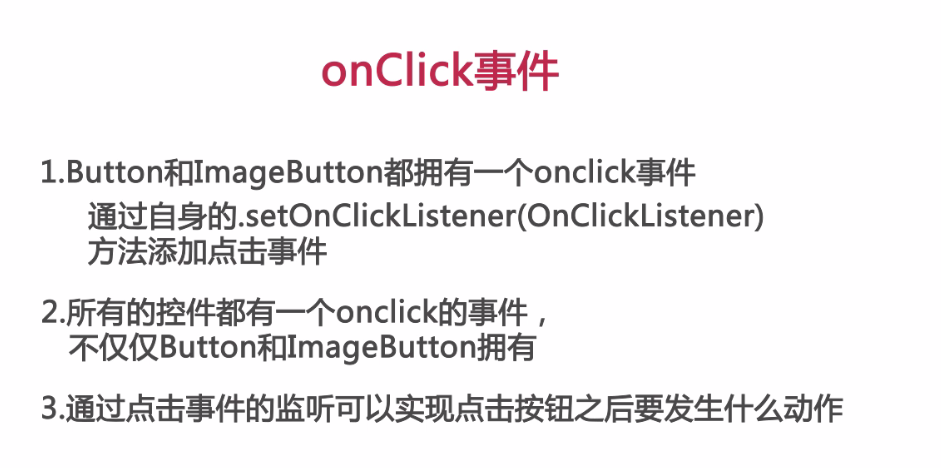 onClick事件
1.Button和ImageButton都拥有一个onclick事件
通过自身的.setOnClickListener(OnClickListener)
方法添加点击事件
2.所有的控件都有一个onclick的事件，
不仅仅Button和ImageButton拥有
3.通过点击事件的监听可以实现点击按钮之后要发生什么动作